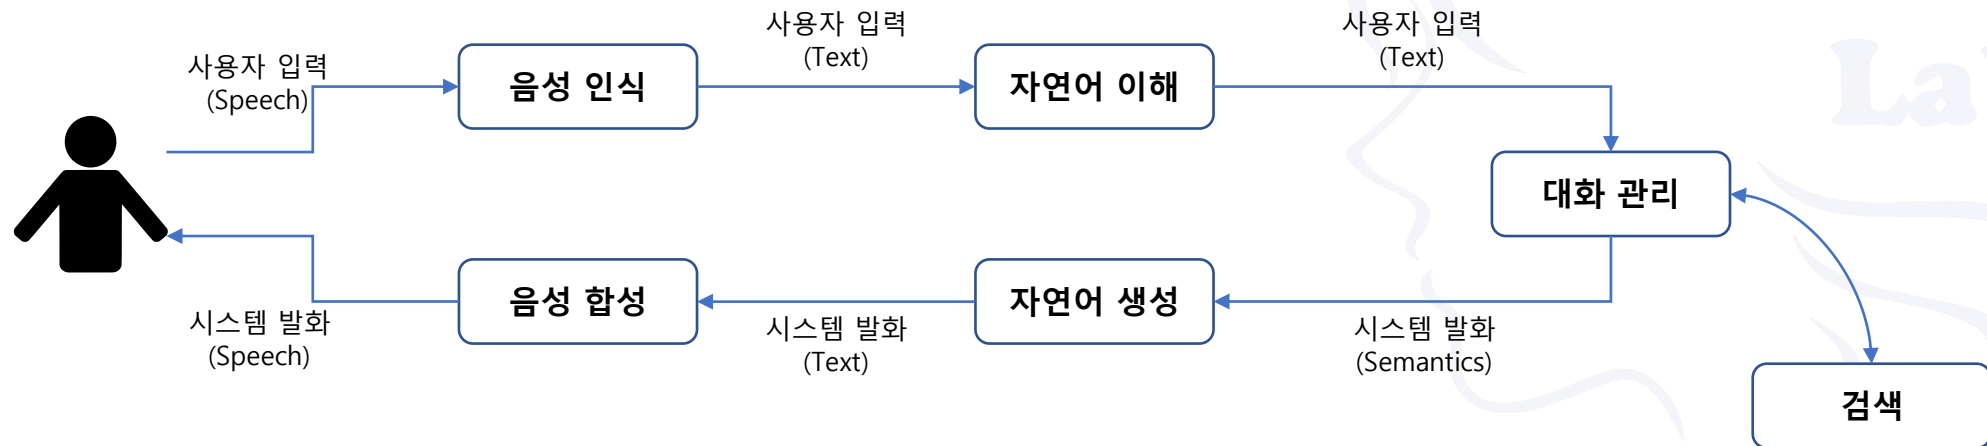 사용자 입력
(Speech)
음성 인식
사용자 입력
(Text)
자연어 이해
사용자 입력
(Text)
대화 관리
검색
시스템 발화
(Semantics)
자연어 생성
시스템 발화
(Text)
음성 합성
시스템 발화
(Speech)